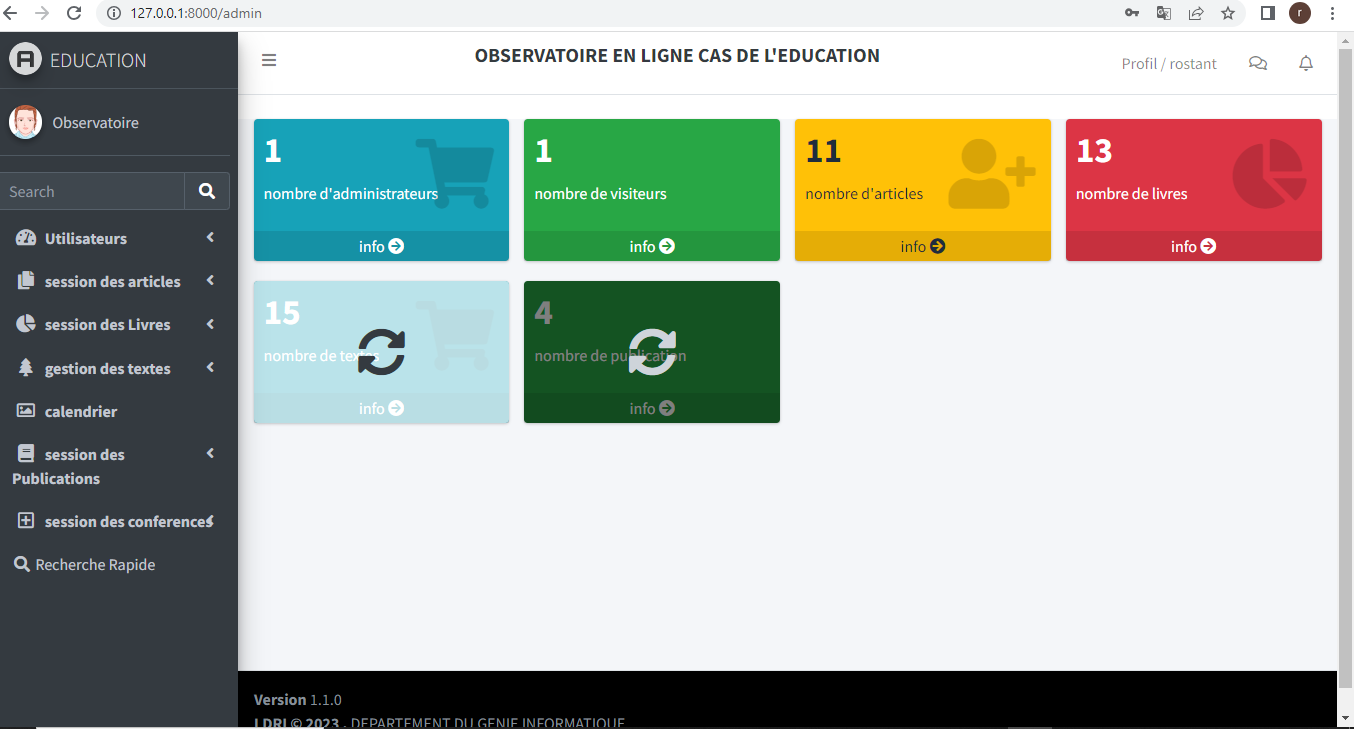 127.0.0.1:8000/admin
r
EDUCATION
OBSERVATOIRE EN LIGNE CAS DE L'EDUCATION
Profil / rostant
Observatoire
Search
Utilisateurs
session des articles
session des Livres
gestion des textes
calendrier
session des
Publications
session des conferences
Recherche Rapide
1
nombre d'administrateurs
info
1
nombre de visiteurs
info
11
nombre d'articles
info
13
nombre de livres
info
15
nombre de textes
info
4
nombre de publication
info
Version 1.1.0
LDRI © 2023 . DEPARTEMENT DU GENIE INFORMATIQUE